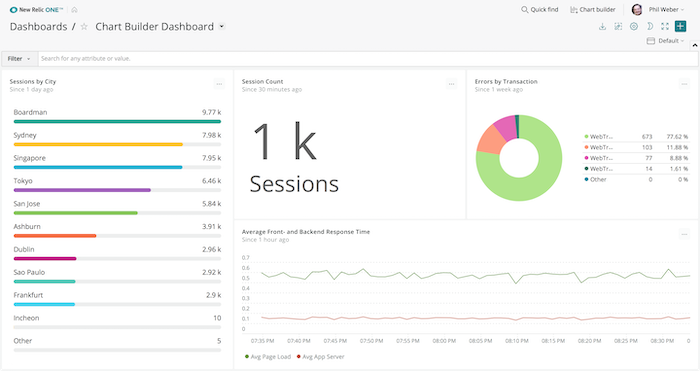 New Relic ONE™
Quick find
Chart builder
Phil Weber
Dashboards / Chart Builder Dashboard
Default
Filter
Search for any attribute or value.
Sessions by City
Since 1 day ago
Boardman 9.77 k
Sydney 7.98 k
Singapore 7.95 k
Tokyo 6.46 k
San Jose 5.84 k
Ashburn 3.91 k
Dublin 2.96 k
Sao Paulo 2.92 k
Frankfurt 2.9 k
Incheon 10
Other 5
Session Count
Since 30 minutes ago
1 k
Sessions
Errors by Transaction
Since 1 week ago
WebTr... 673 77.62 %
WebTr... 103 11.88 %
WebTr... 77 8.88 %
WebTr... 14 1.61 %
Other 0 0 %
Average Front- and Backend Response Time
Since 1 hour ago
0.7
0.6
0.5
0.4
0.3
0.2
0.1
0
07:35 PM 07:40 PM 07:45 PM 07:50 PM 07:55 PM 08:00 PM 08:05 PM 08:10 PM 08:15 PM 08:20 PM 08:25 PM 08:30 PM 0
Avg Page Load Avg App Server